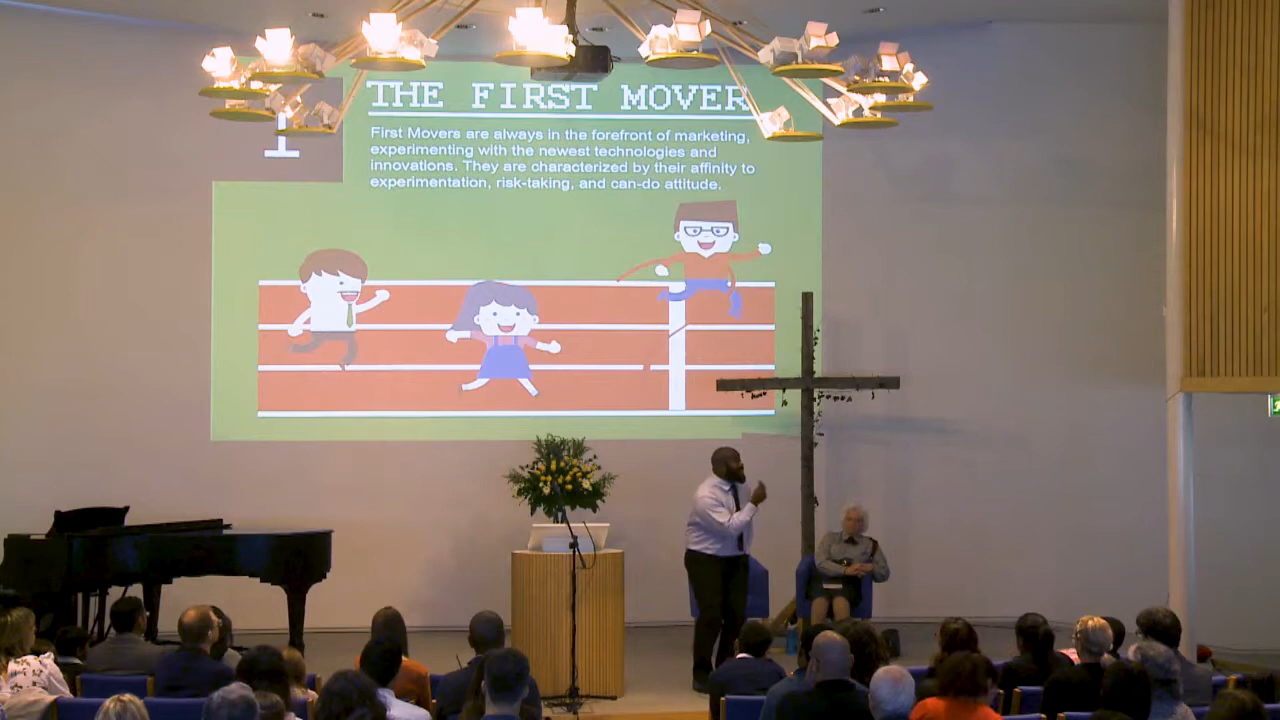 1
THE FIRST MOVER
First Movers are always in the forefront of marketing,
experimenting with the newest technologies and
innovations. They are characterized by their affinity to
experimentation, risk-taking, and can-do attitude.